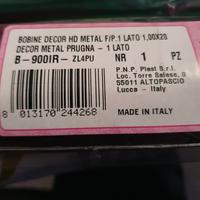 BOBINE DECOR HD METAL F/P.1 LATO 1,00X20
DECOR METAL PRUGNA - 1 LATO
B-900IR-ZL4PU NR 1 PZ
P.N.P. Plast S.r.l.
Loc. Torre Salese, 9
55011 ALTOPASCIO
Lucca - Italy
8 013170 244268
MADE IN ITALY